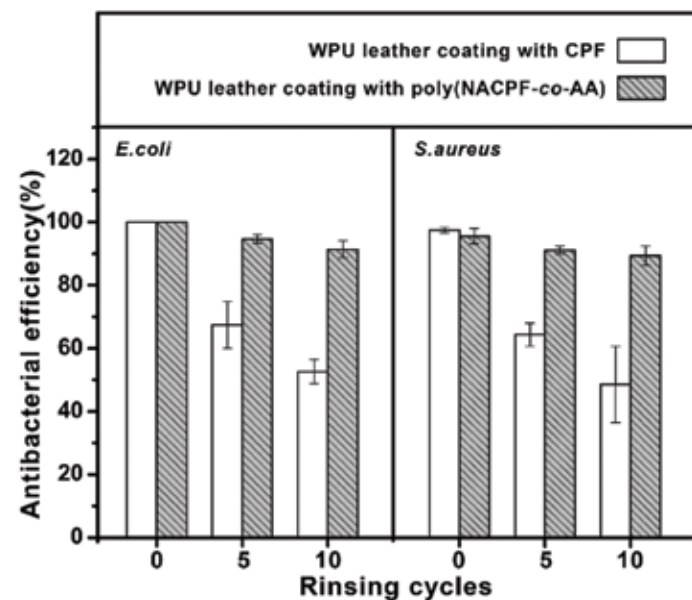 WPU leather coating with CPF
WPU leather coating with poly(NACPF-co-AA)
E.coli
S.aureus
Antibacterial efficiency(%)
120
100
80
60
40
20
0
0 5 10 0 5 10
Rinsing cycles